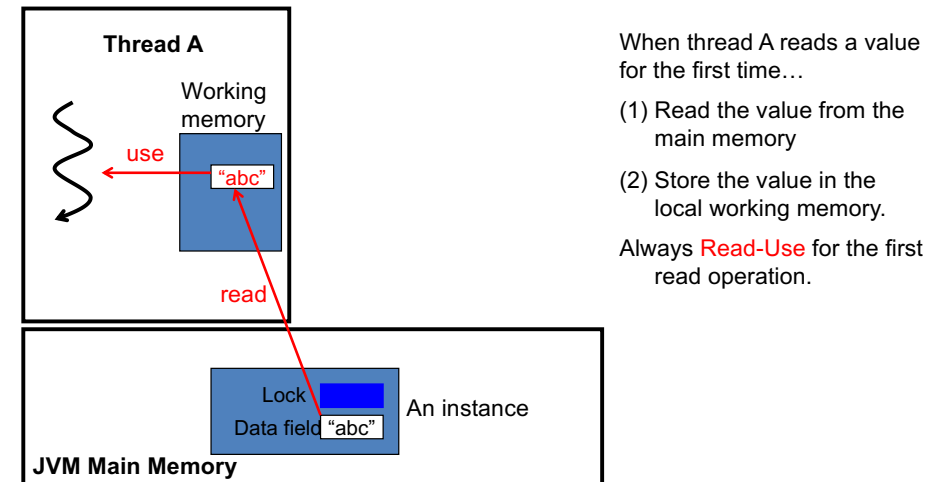 Thread A
Working
memory
use
"abc"
read
Lock
Data field "abc"
An instance
JVM Main Memory
When thread A reads a value
for the first time…
(1) Read the value from the
main memory
(2) Store the value in the
local working memory.
Always Read-Use for the first
read operation.